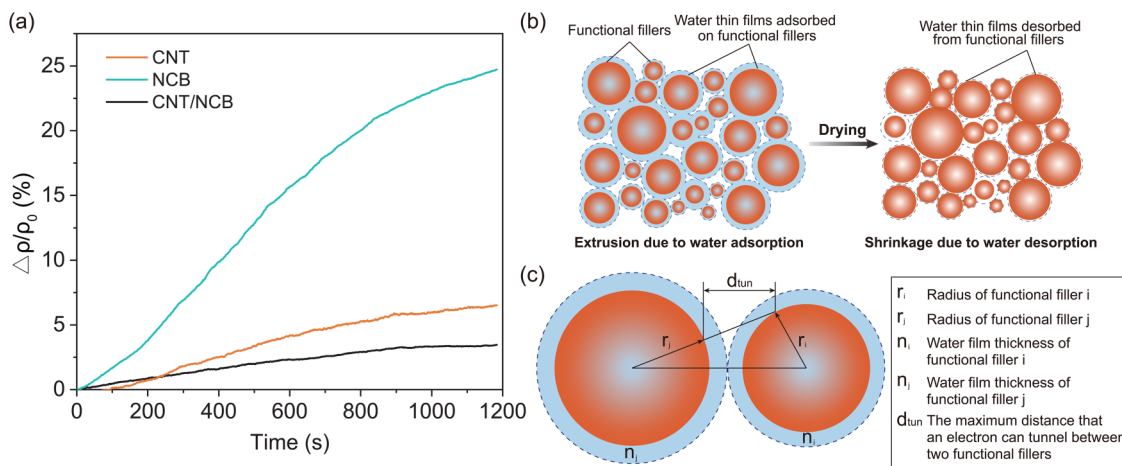 (a)
25
20
15
10
5
0
△ρ/ρ₀ (%)
CNT
NCB
CNT/NCB
0 200 400 600 800 1000 1200
Time (s)
(b)
Functional fillers
Water thin films adsorbed
on functional fillers
Water thin films desorbed
from functional fillers
Drying
Extrusion due to water adsorption
Shrinkage due to water desorption
(c)
dtun
rj
ri
nj
ni
ri Radius of functional filler i
rj Radius of functional filler j
ni Water film thickness of
functional filler i
nj Water film thickness of
functional filler j
dtun The maximum distance that
an electron can tunnel between
two functional fillers